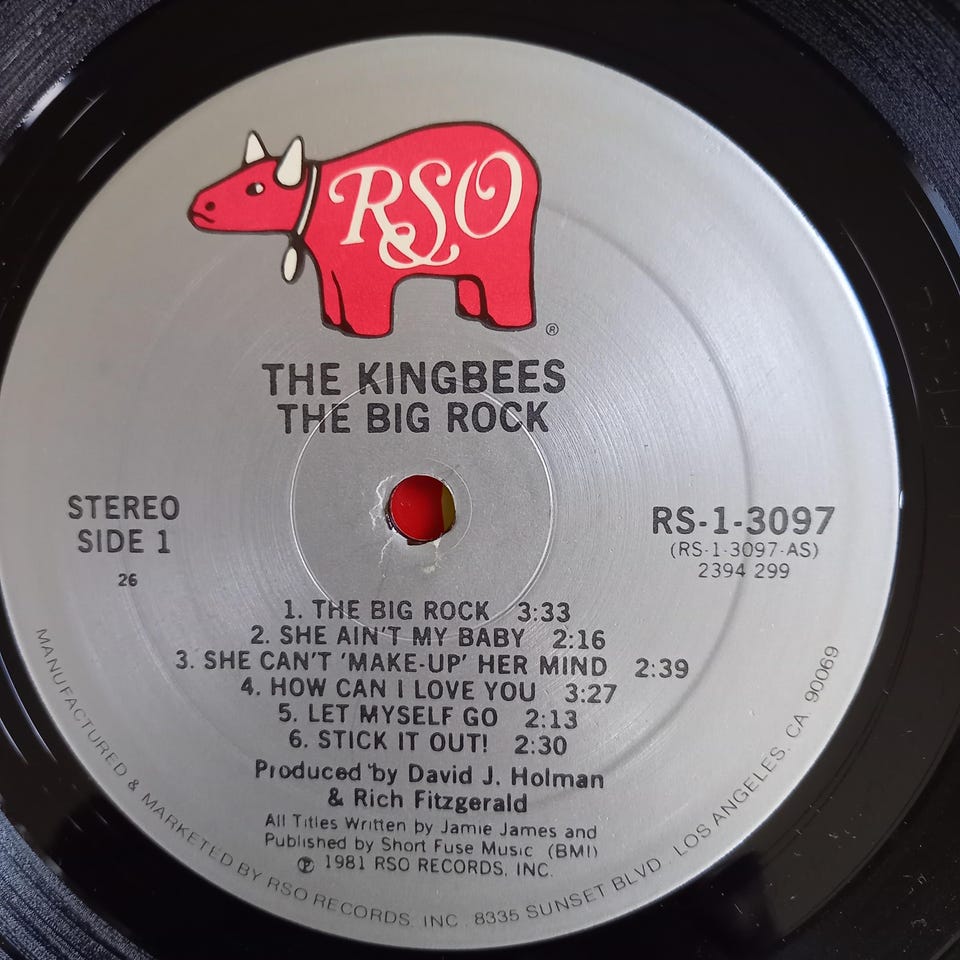 RSO
®
THE KINGBEES
THE BIG ROCK
STEREO
SIDE 1
26
RS-1-3097
(RS-1-3097-AS)
2394 299
1. THE BIG ROCK 3:33
2. SHE AIN'T MY BABY 2:16
3. SHE CAN'T 'MAKE-UP' HER MIND 2:39
4. HOW CAN I LOVE YOU 3:27
5. LET MYSELF GO 2:13
6. STICK IT OUT! 2:30
Produced by David J. Holman
& Rich Fitzgerald
All Titles Written by Jamie James and
Published by Short Fuse Music (BMI)
℗ 1981 RSO RECORDS, INC.
MANUFACTURED & MARKETED BY RSO RECORDS, INC. 8335 SUNSET BLVD. LOS ANGELES, CA 90069